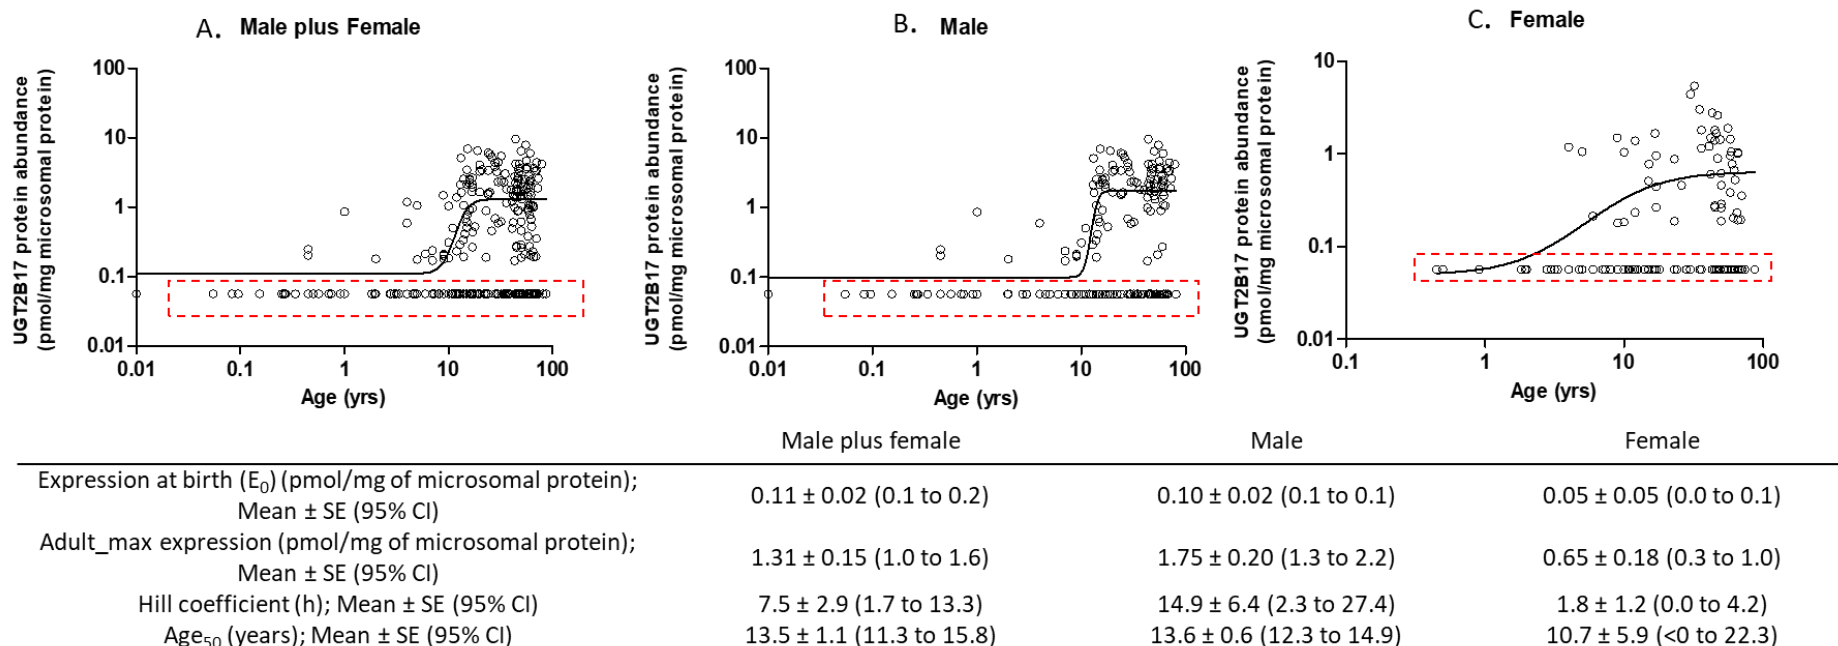 A. Male plus Female
UGT2B17 protein abundance
(pmol/mg microsomal protein)
100
10
1
0.1
0.01
0.01 0.1 1 10 100
Age (yrs)
B. Male
UGT2B17 protein abundance
(pmol/mg microsomal protein)
100
10
1
0.1
0.01
0.01 0.1 1 10 100
Age (yrs)
C. Female
UGT2B17 protein abundance
(pmol/mg microsomal protein)
10
1
0.1
0.01
0.1 1 10 100
Age (yrs)
Male plus female Male Female
Expression at birth (E0) (pmol/mg of microsomal protein);
Mean ± SE (95% CI)
0.11 ± 0.02 (0.1 to 0.2) 0.10 ± 0.02 (0.1 to 0.1) 0.05 ± 0.05 (0.0 to 0.1)
Adult_max expression (pmol/mg of microsomal protein);
Mean ± SE (95% CI)
1.31 ± 0.15 (1.0 to 1.6) 1.75 ± 0.20 (1.3 to 2.2) 0.65 ± 0.18 (0.3 to 1.0)
Hill coefficient (h); Mean ± SE (95% CI) 7.5 ± 2.9 (1.7 to 13.3) 14.9 ± 6.4 (2.3 to 27.4) 1.8 ± 1.2 (0.0 to 4.2)
Age50 (years); Mean ± SE (95% CI) 13.5 ± 1.1 (11.3 to 15.8) 13.6 ± 0.6 (12.3 to 14.9) 10.7 ± 5.9 (<0 to 22.3)